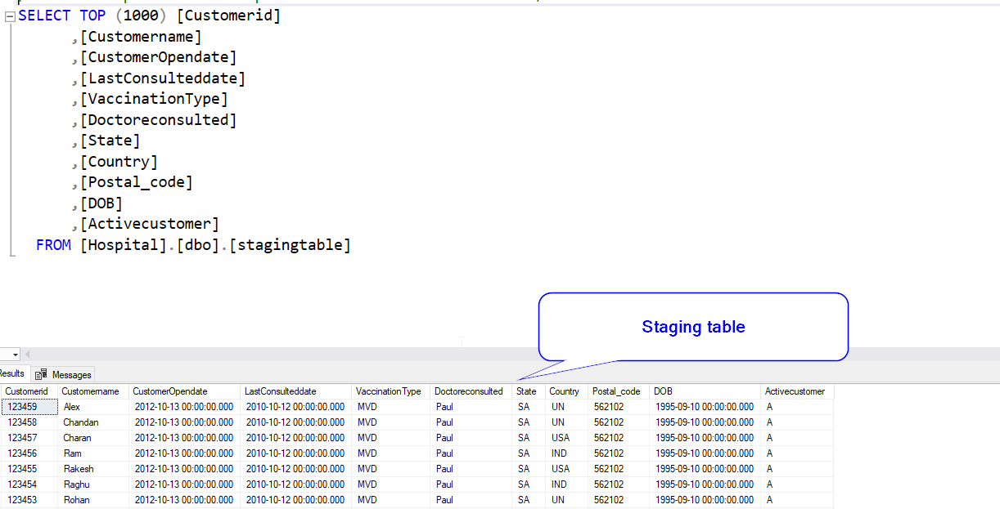 SELECT TOP (1000) [Customerid]
,[Customername]
,[CustomerOpendate]
,[LastConsulteddate]
,[VaccinationType]
,[Doctoreconsulted]
,[State]
,[Country]
,[Postal_code]
,[DOB]
,[Activecustomer]
FROM [Hospital].[dbo].[stagingtable]
Staging table
Results Messages
Customerid Customername CustomerOpendate LastConsulteddate VaccinationType Doctoreconsulted State Country Postal_code DOB Activecustomer
123459 Alex 2012-10-13 00:00:00.000 2010-10-12 00:00:00.000 MVD Paul SA UN 562102 1995-09-10 00:00:00.000 A
123458 Chandan 2012-10-13 00:00:00.000 2010-10-12 00:00:00.000 MVD Paul SA UN 562102 1995-09-10 00:00:00.000 A
123457 Charan 2012-10-13 00:00:00.000 2010-10-12 00:00:00.000 MVD Paul SA USA 562102 1995-09-10 00:00:00.000 A
123456 Ram 2012-10-13 00:00:00.000 2010-10-12 00:00:00.000 MVD Paul SA IND 562102 1995-09-10 00:00:00.000 A
123455 Rakesh 2012-10-13 00:00:00.000 2010-10-12 00:00:00.000 MVD Paul SA USA 562102 1995-09-10 00:00:00.000 A
123454 Raghu 2012-10-13 00:00:00.000 2010-10-12 00:00:00.000 MVD Paul SA IND 562102 1995-09-10 00:00:00.000 A
123453 Rohan 2012-10-13 00:00:00.000 2010-10-12 00:00:00.000 MVD Paul SA UN 562102 1995-09-10 00:00:00.000 A